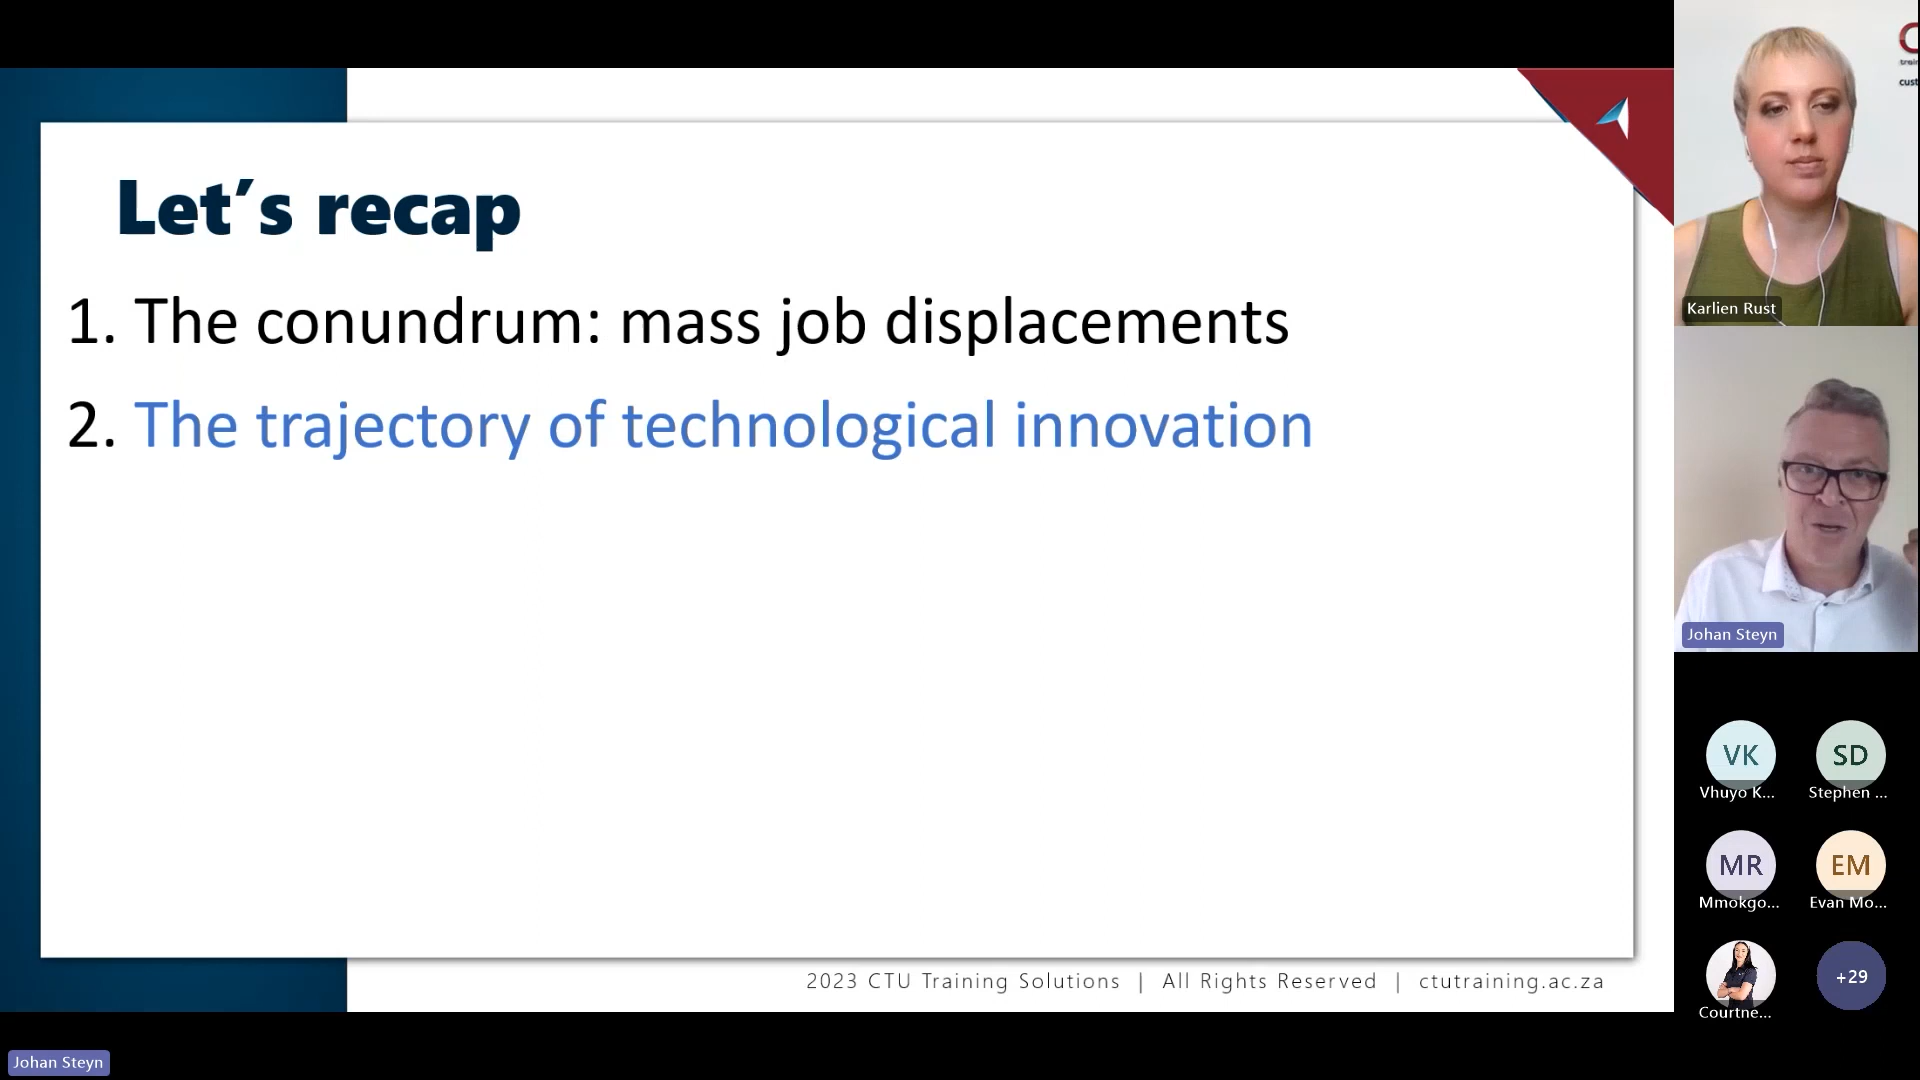 Let's recap
1. The conundrum: mass job displacements
2. The trajectory of technological innovation
2023 CTU Training Solutions | All Rights Reserved | ctutraining.ac.za
Johan Steyn
Karlien Rust
Johan Steyn
VK
SD
Vhuyo K...
Stephen ...
MR
EM
Mmokgo...
Evan Mo...
+29
Courtne...